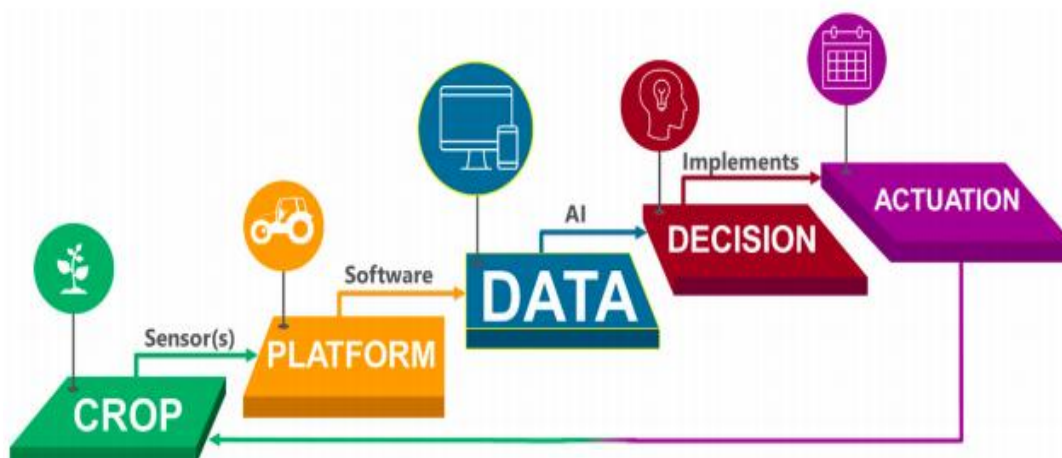 CROP
Sensor(s)
PLATFORM
Software
DATA
AI
DECISION
Implements
ACTUATION